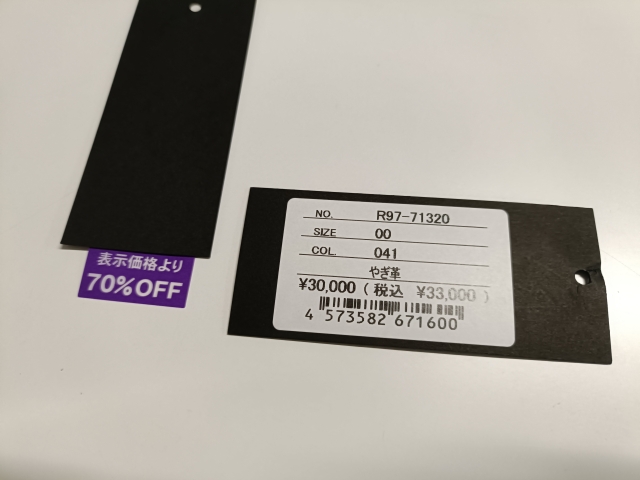 表示価格より
70%OFF
NO. R97-71320
SIZE 00
COL. 041
やぎ革
¥30,000 (税込 ¥33,000)
4 573582 671600